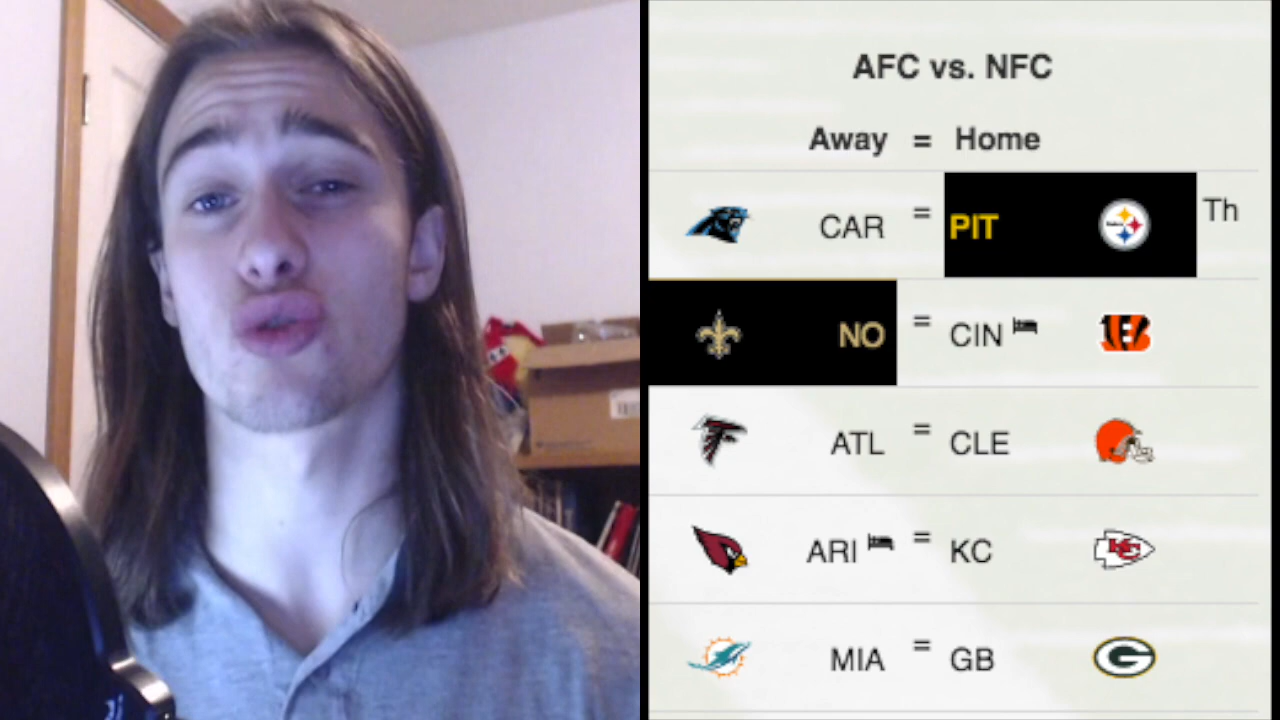 AFC vs. NFC
Away = Home
CAR = PIT Th
NO = CIN
ATL = CLE
ARI = KC
MIA = GB